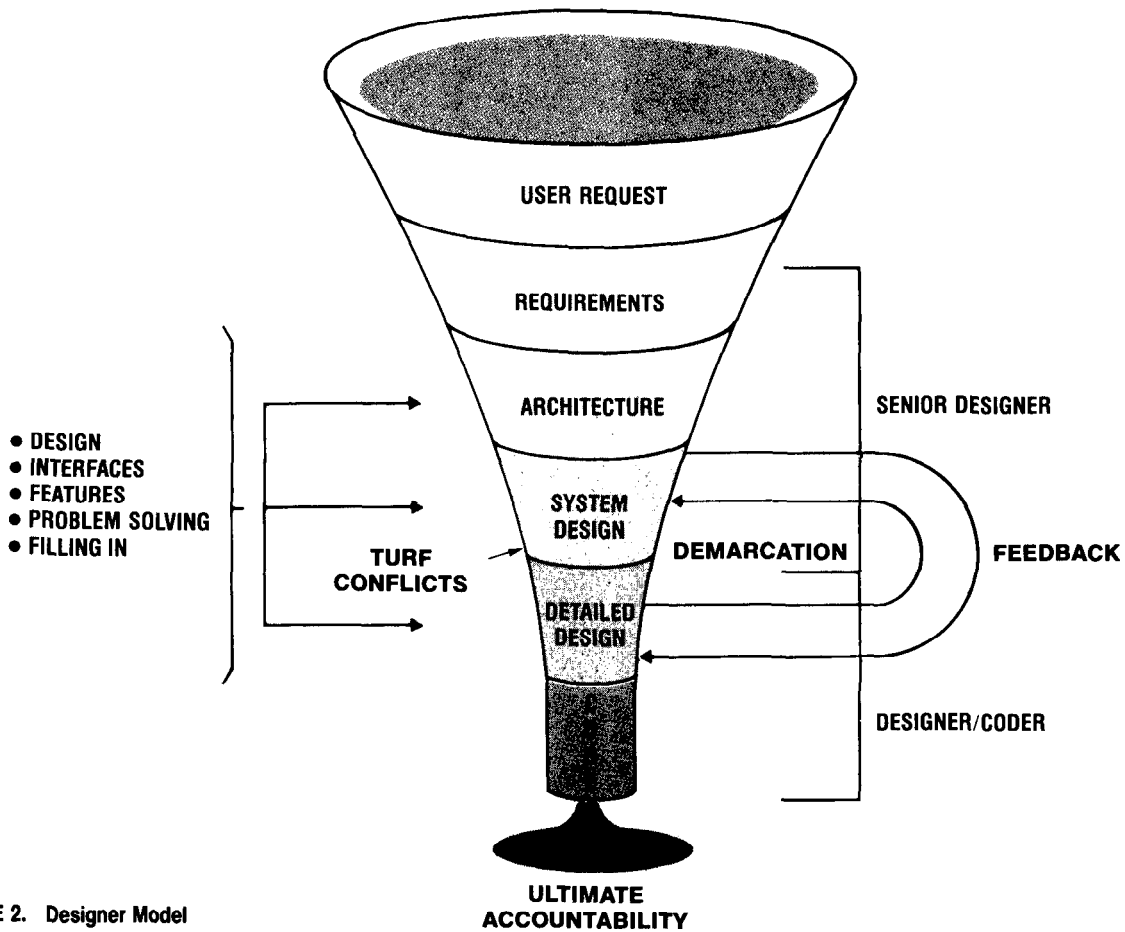 USER REQUEST
REQUIREMENTS
ARCHITECTURE
SYSTEM
DESIGN
DETAILED
DESIGN
• DESIGN
• INTERFACES
• FEATURES
• PROBLEM SOLVING
• FILLING IN
TURF
CONFLICTS
SENIOR DESIGNER
DEMARCATION
FEEDBACK
DESIGNER/CODER
ULTIMATE
ACCOUNTABILITY
E 2. Designer Model